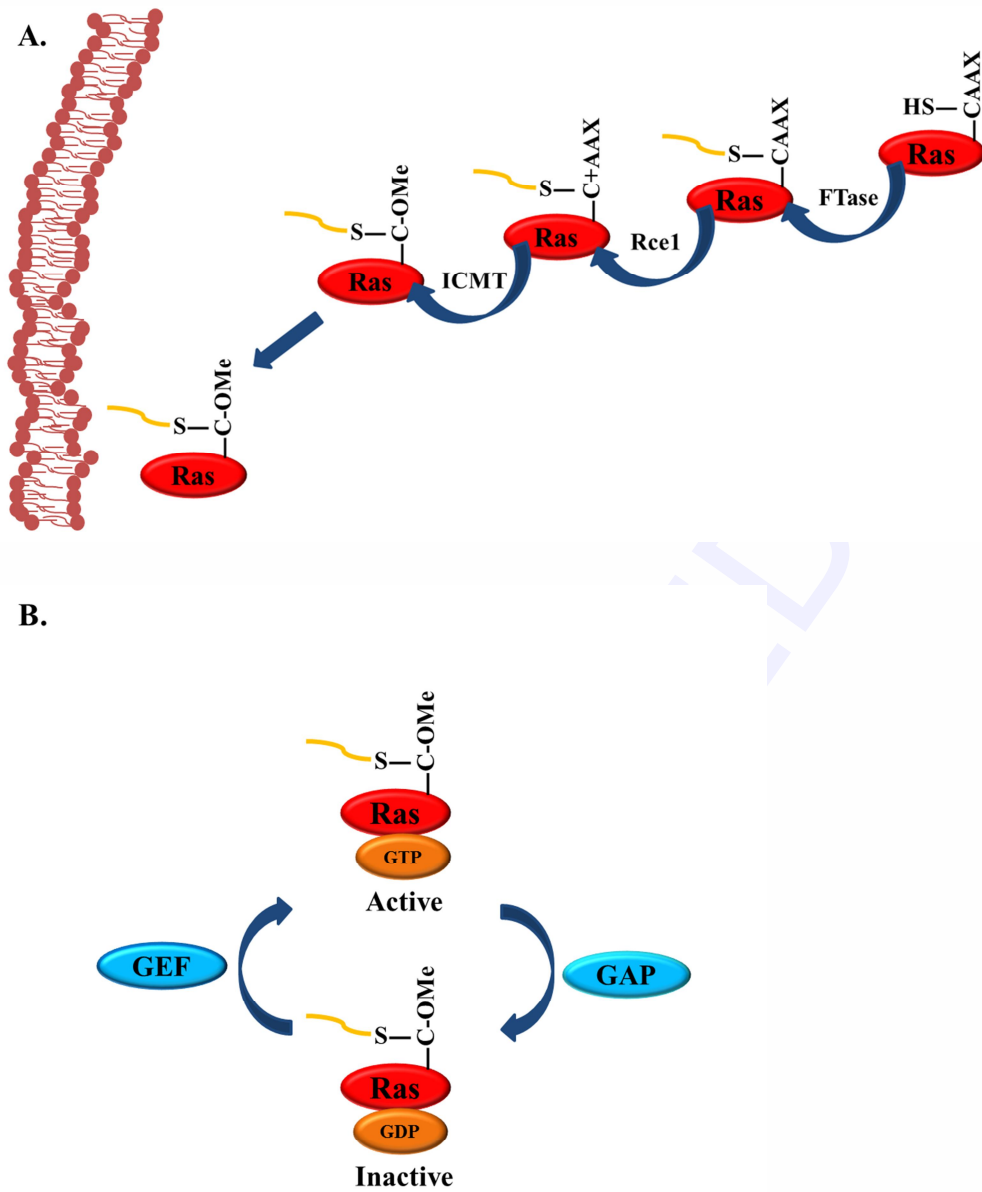 A.
HS—CAAX
Ras
FTase
S—CAAX
Ras
Rce1
S—C+AAX
Ras
ICMT
S—C-OMe
Ras
S—C-OMe
Ras
B.
S—C-OMe
Ras
GTP
Active
GEF
GAP
S—C-OMe
Ras
GDP
Inactive